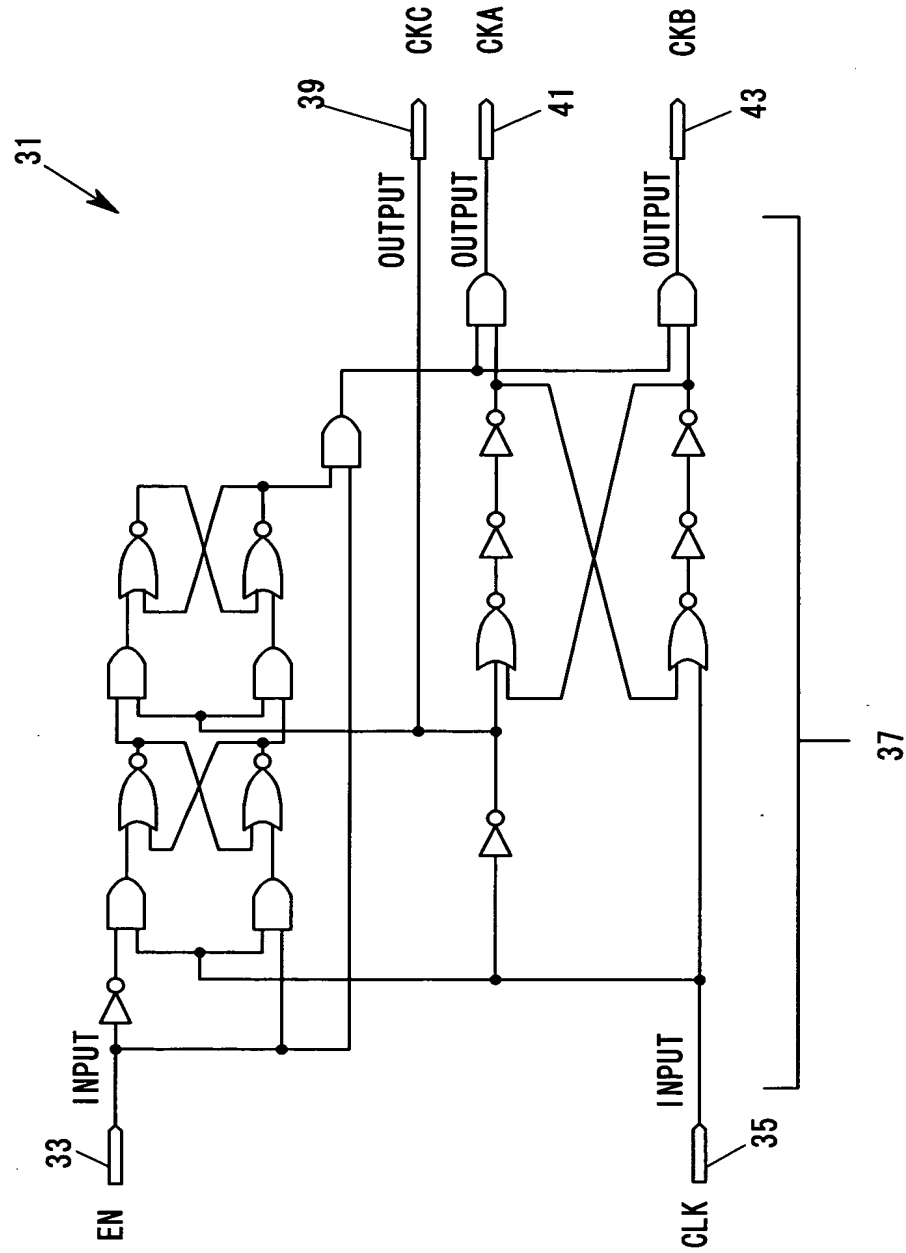 31
39
CKC
OUTPUT
CKA
41
OUTPUT
CKB
43
OUTPUT
33
EN
INPUT
37
INPUT
35
CLK